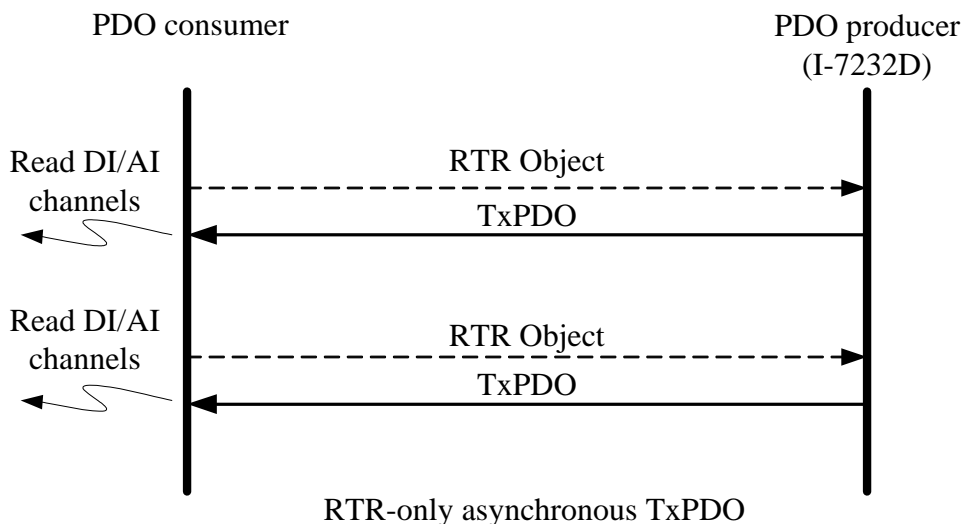 PDO consumer
PDO producer
(I-7232D)
Read DI/AI
channels
RTR Object
TxPDO
Read DI/AI
channels
RTR Object
TxPDO
RTR-only asynchronous TxPDO